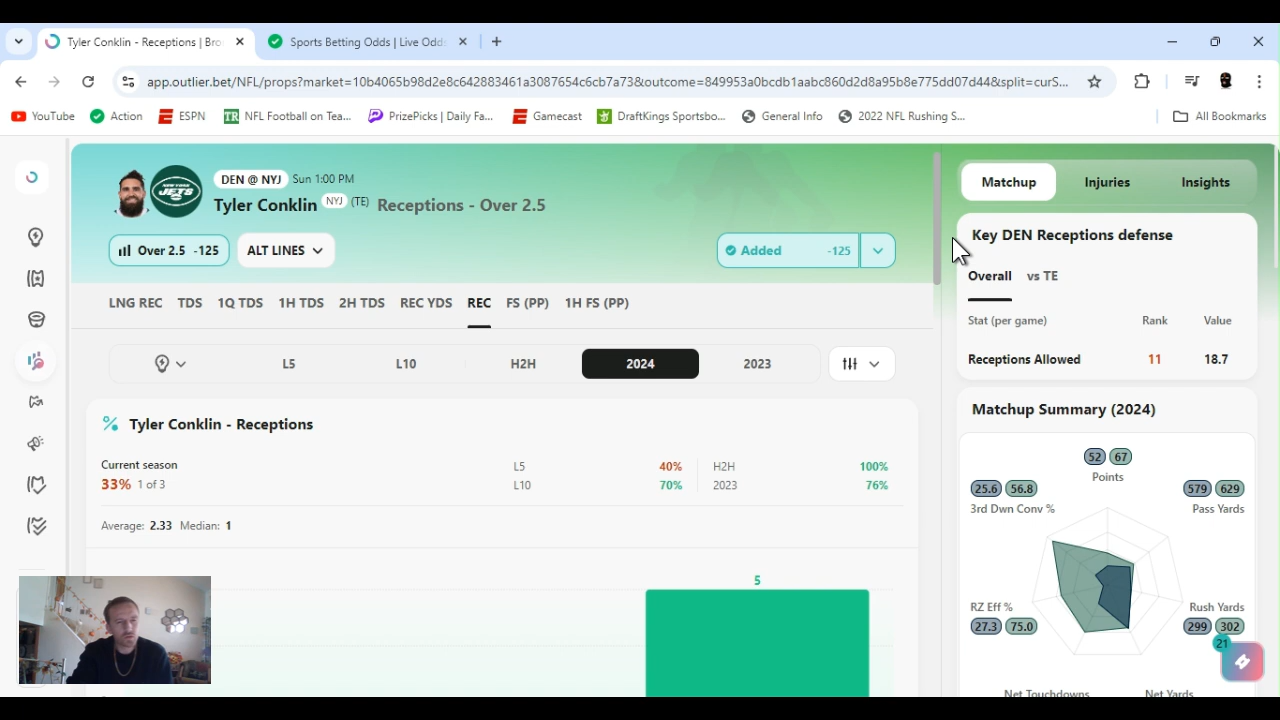 Tyler Conklin - Receptions | Bro
Sports Betting Odds | Live Odd
app.outlier.bet/NFL/props?market=10b4065b98d2e8c642883461a3087654c6cb7a73&outcome=849953a0bcdb1aabc860d2d8a95b8e775dd07d44&split=curS...
YouTube Action ESPN NFL Football on Tea... PrizePicks | Daily Fa... Gamecast DraftKings Sportsbo... General Info 2022 NFL Rushing S... All Bookmarks
DEN @ NYJ Sun 1:00 PM
Tyler Conklin NYJ (TE) Receptions - Over 2.5
Over 2.5 -125 ALT LINES Added -125
LNG REC TDS 1Q TDS 1H TDS 2H TDS REC YDS REC FS (PP) 1H FS (PP)
L5 L10 H2H 2024 2023
Tyler Conklin - Receptions
Current season
33% 1 of 3
L5 40% H2H 100%
L10 70% 2023 76%
Average: 2.33 Median: 1
5
Matchup Injuries Insights
Key DEN Receptions defense
Overall vs TE
Stat (per game) Rank Value
Receptions Allowed 11 18.7
Matchup Summary (2024)
52 67
Points
25.6 56.8
3rd Dwn Conv %
579 629
Pass Yards
RZ Eff %
27.3 75.0
Rush Yards
299 302
21
Net Touchdowns Net Yards